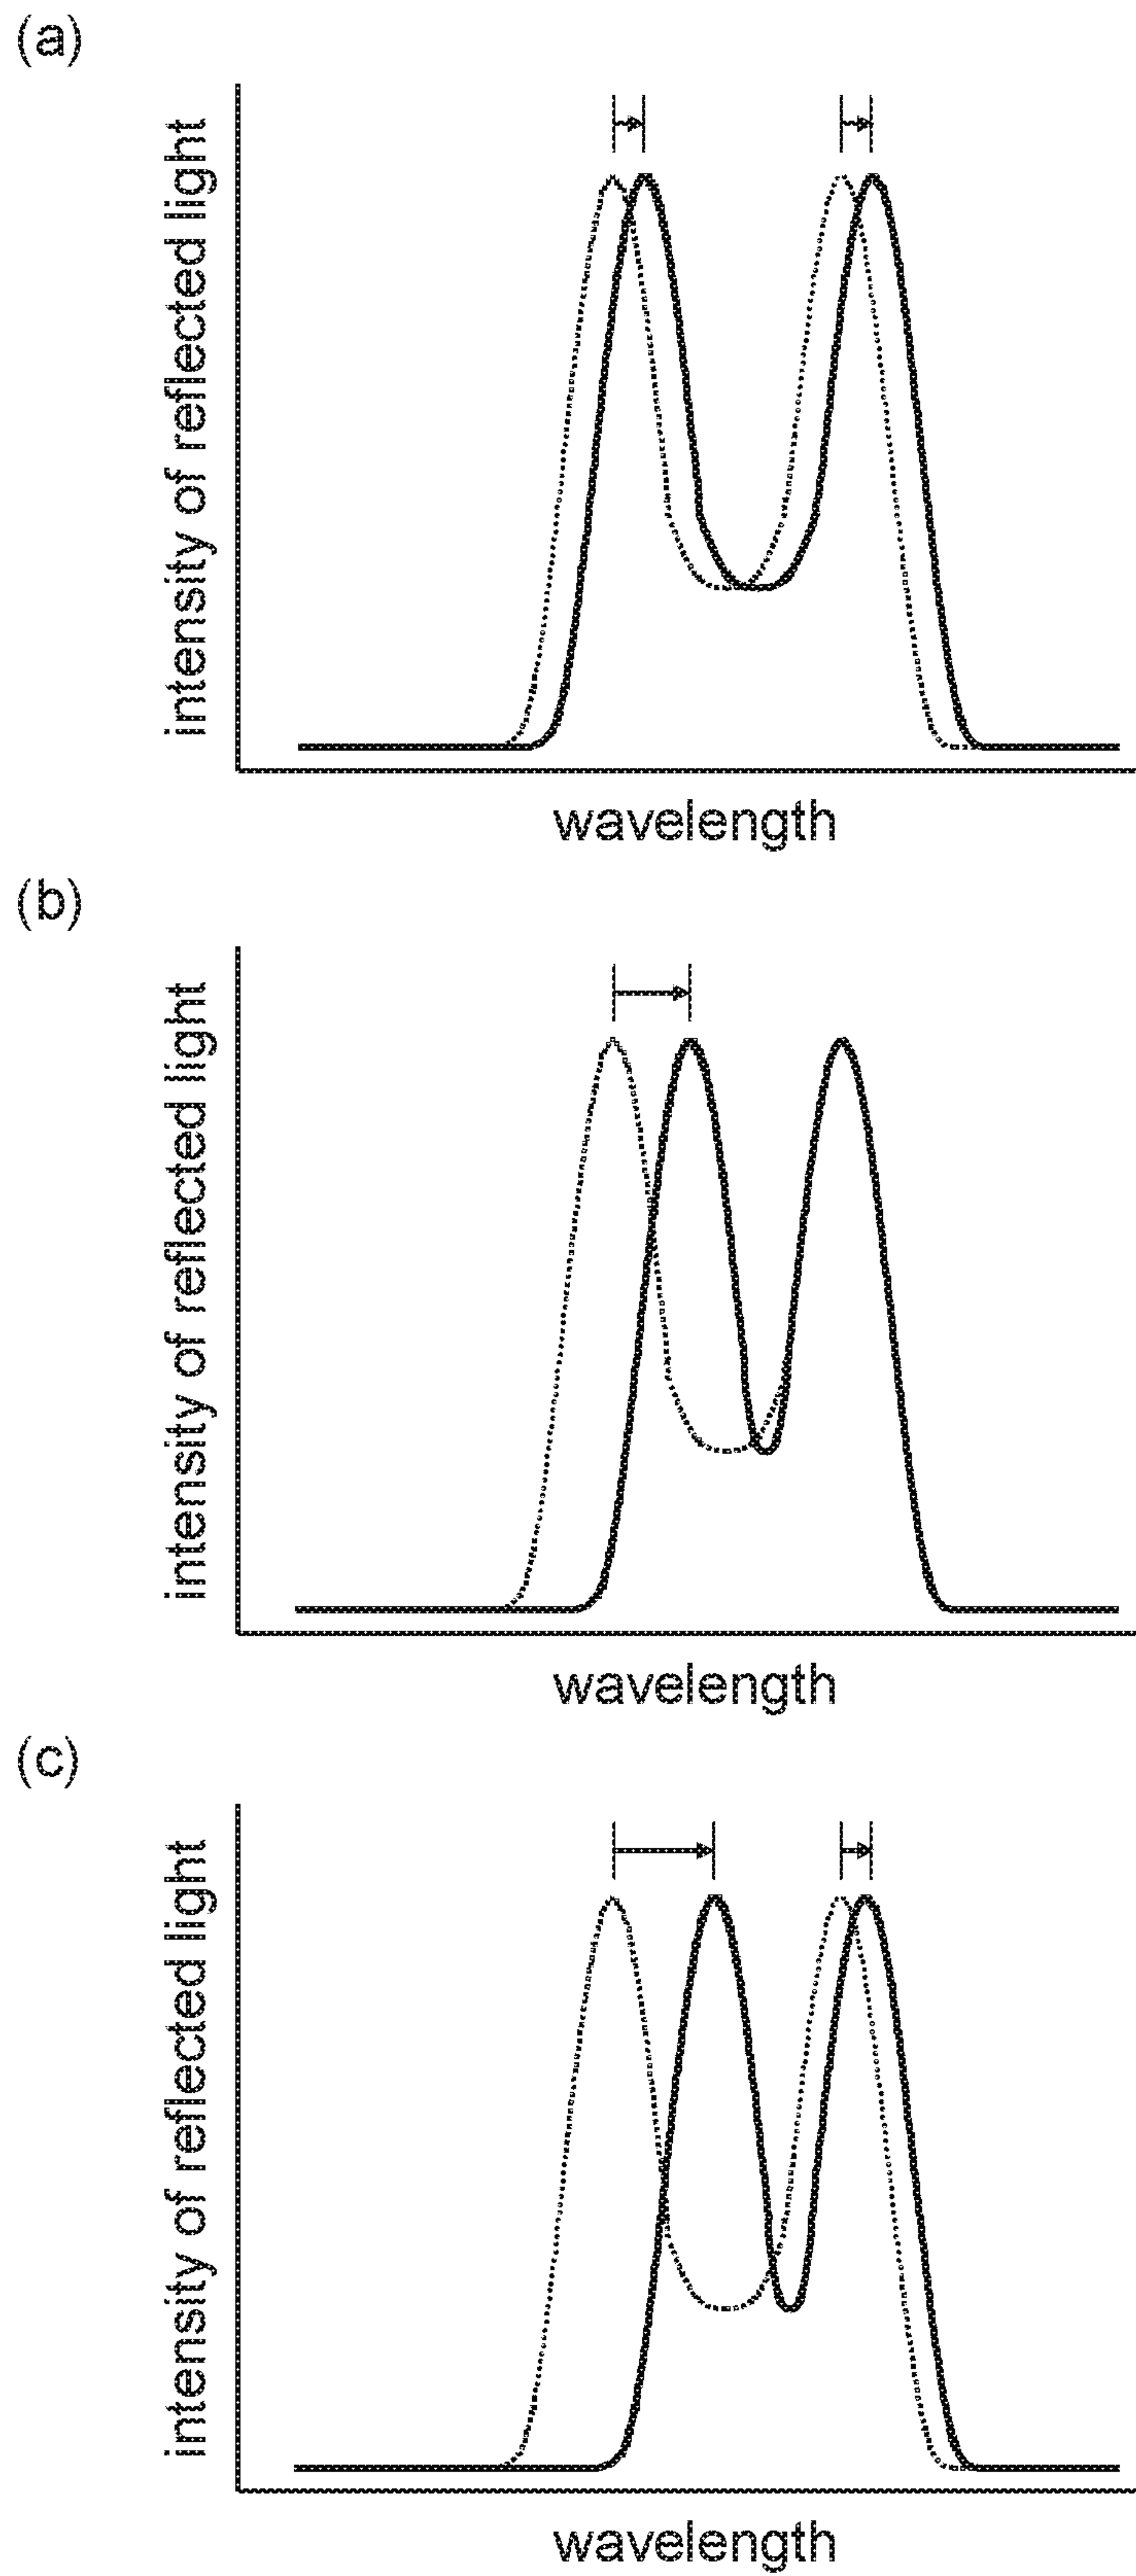 (a)
intensity of reflected light
wavelength
(b)
intensity of reflected light
wavelength
(c)
intensity of reflected light
wavelength